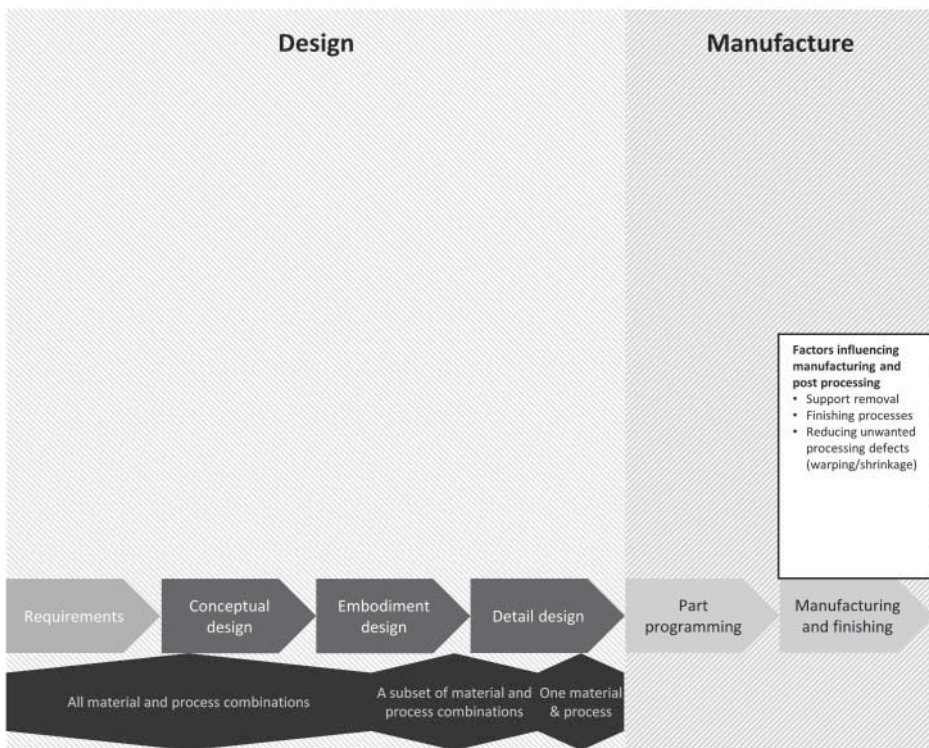 Design
Manufacture
Factors influencing
manufacturing and
post processing
• Support removal
• Finishing processes
• Reducing unwanted
processing defects
(warping/shrinkage)
Requirements
Conceptual
design
Embodiment
design
Detail design
Part
programming
Manufacturing
and finishing
All material and process combinations
A subset of material and
process combinations
One material
& process